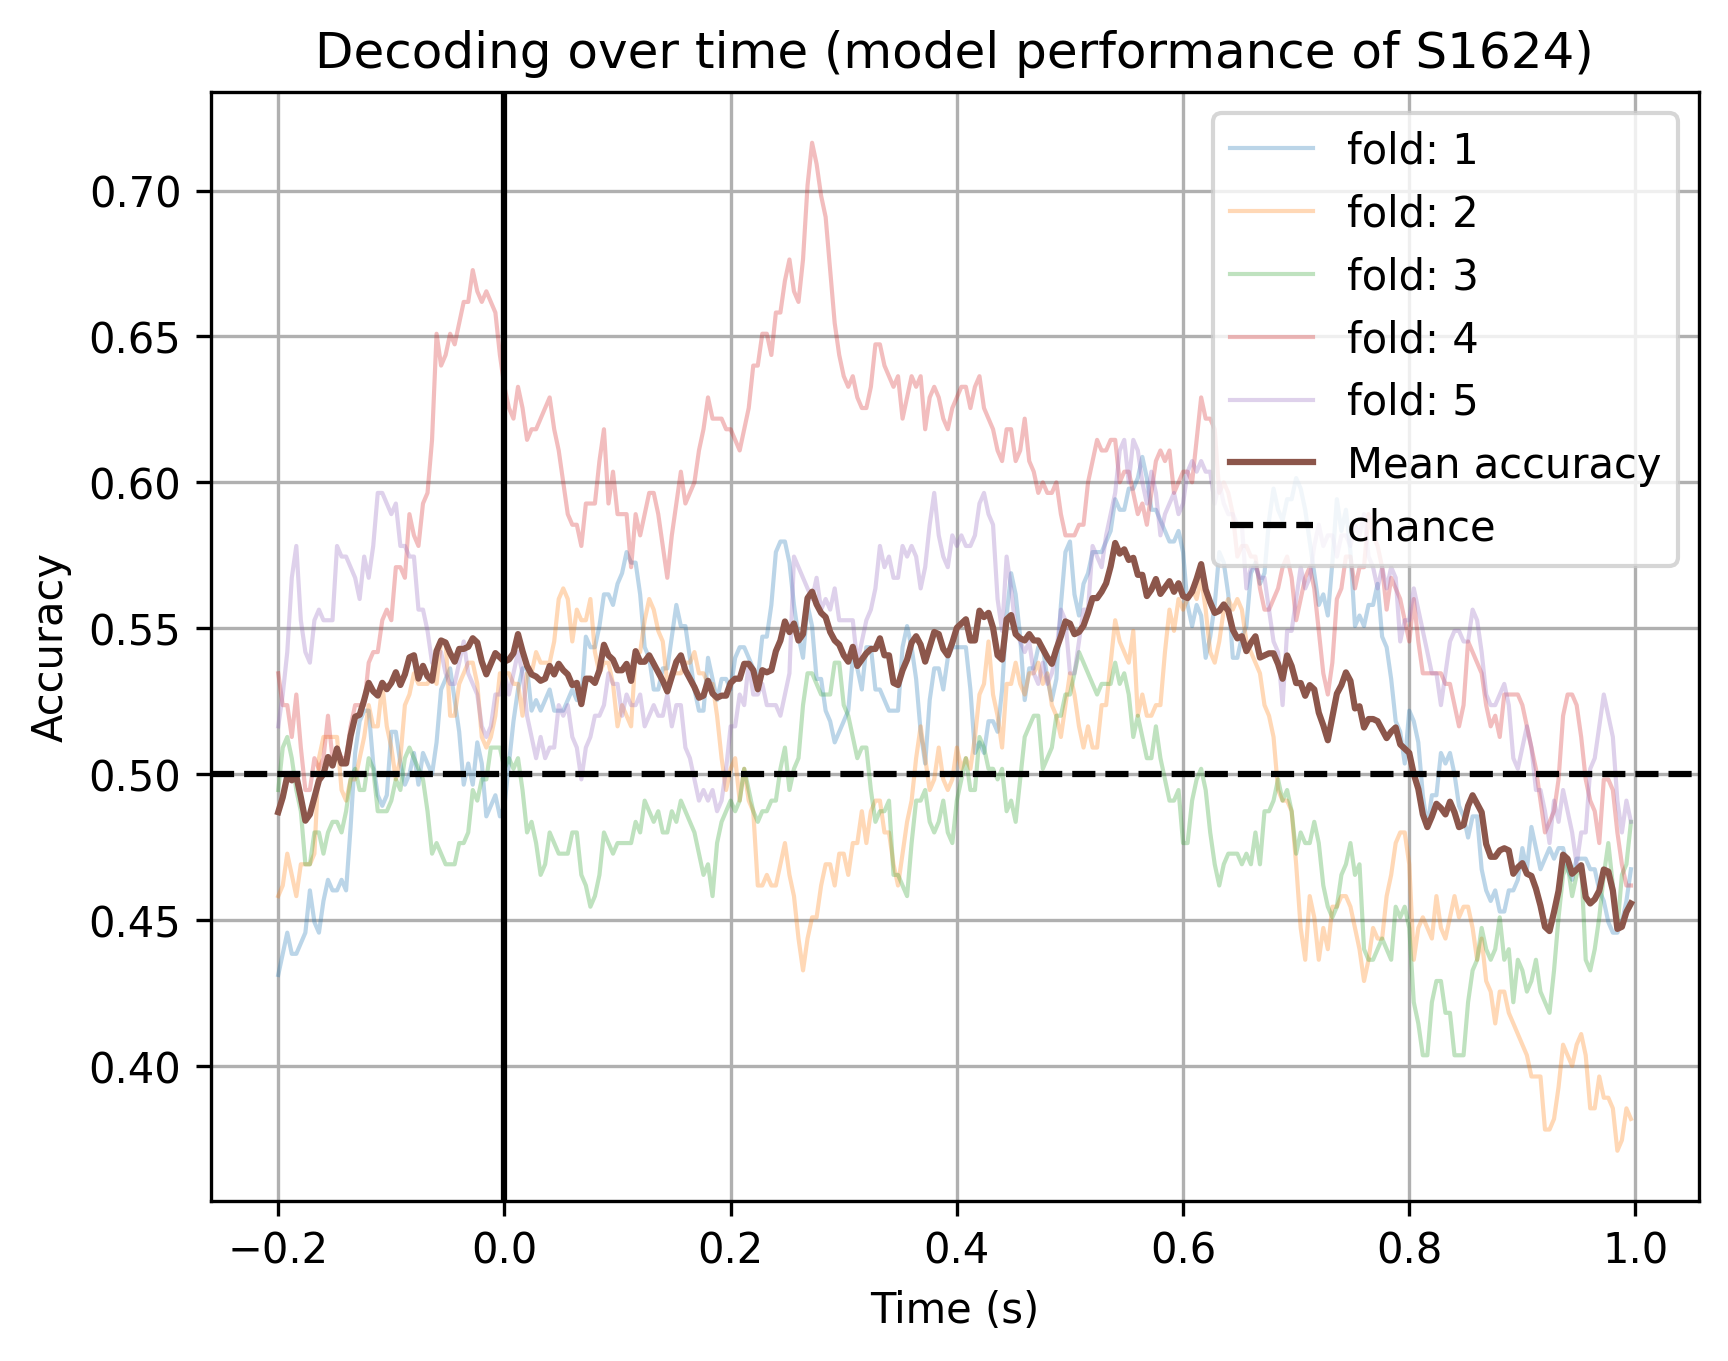 Decoding over time (model performance of S1624)
fold: 1
fold: 2
fold: 3
fold: 4
fold: 5
Mean accuracy
chance
Accuracy
0.70
0.65
0.60
0.55
0.50
0.45
0.40
−0.2 0.0 0.2 0.4 0.6 0.8 1.0
Time (s)